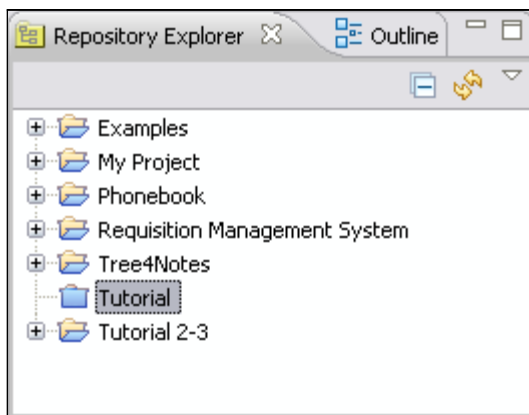 Repository Explorer Outline
Examples
My Project
Phonebook
Requisition Management System
Tree4Notes
Tutorial
Tutorial 2-3